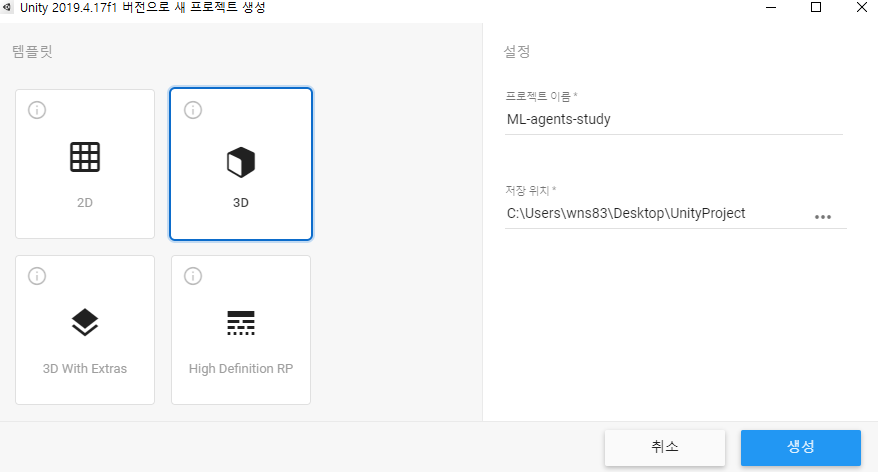 Unity 2019.4.17f1 버전으로 새 프로젝트 생성
템플릿
2D
3D
3D With Extras
High Definition RP
설정
프로젝트 이름 *
ML-agents-study
저장 위치 *
C:\Users\wns83\Desktop\UnityProject
취소
생성